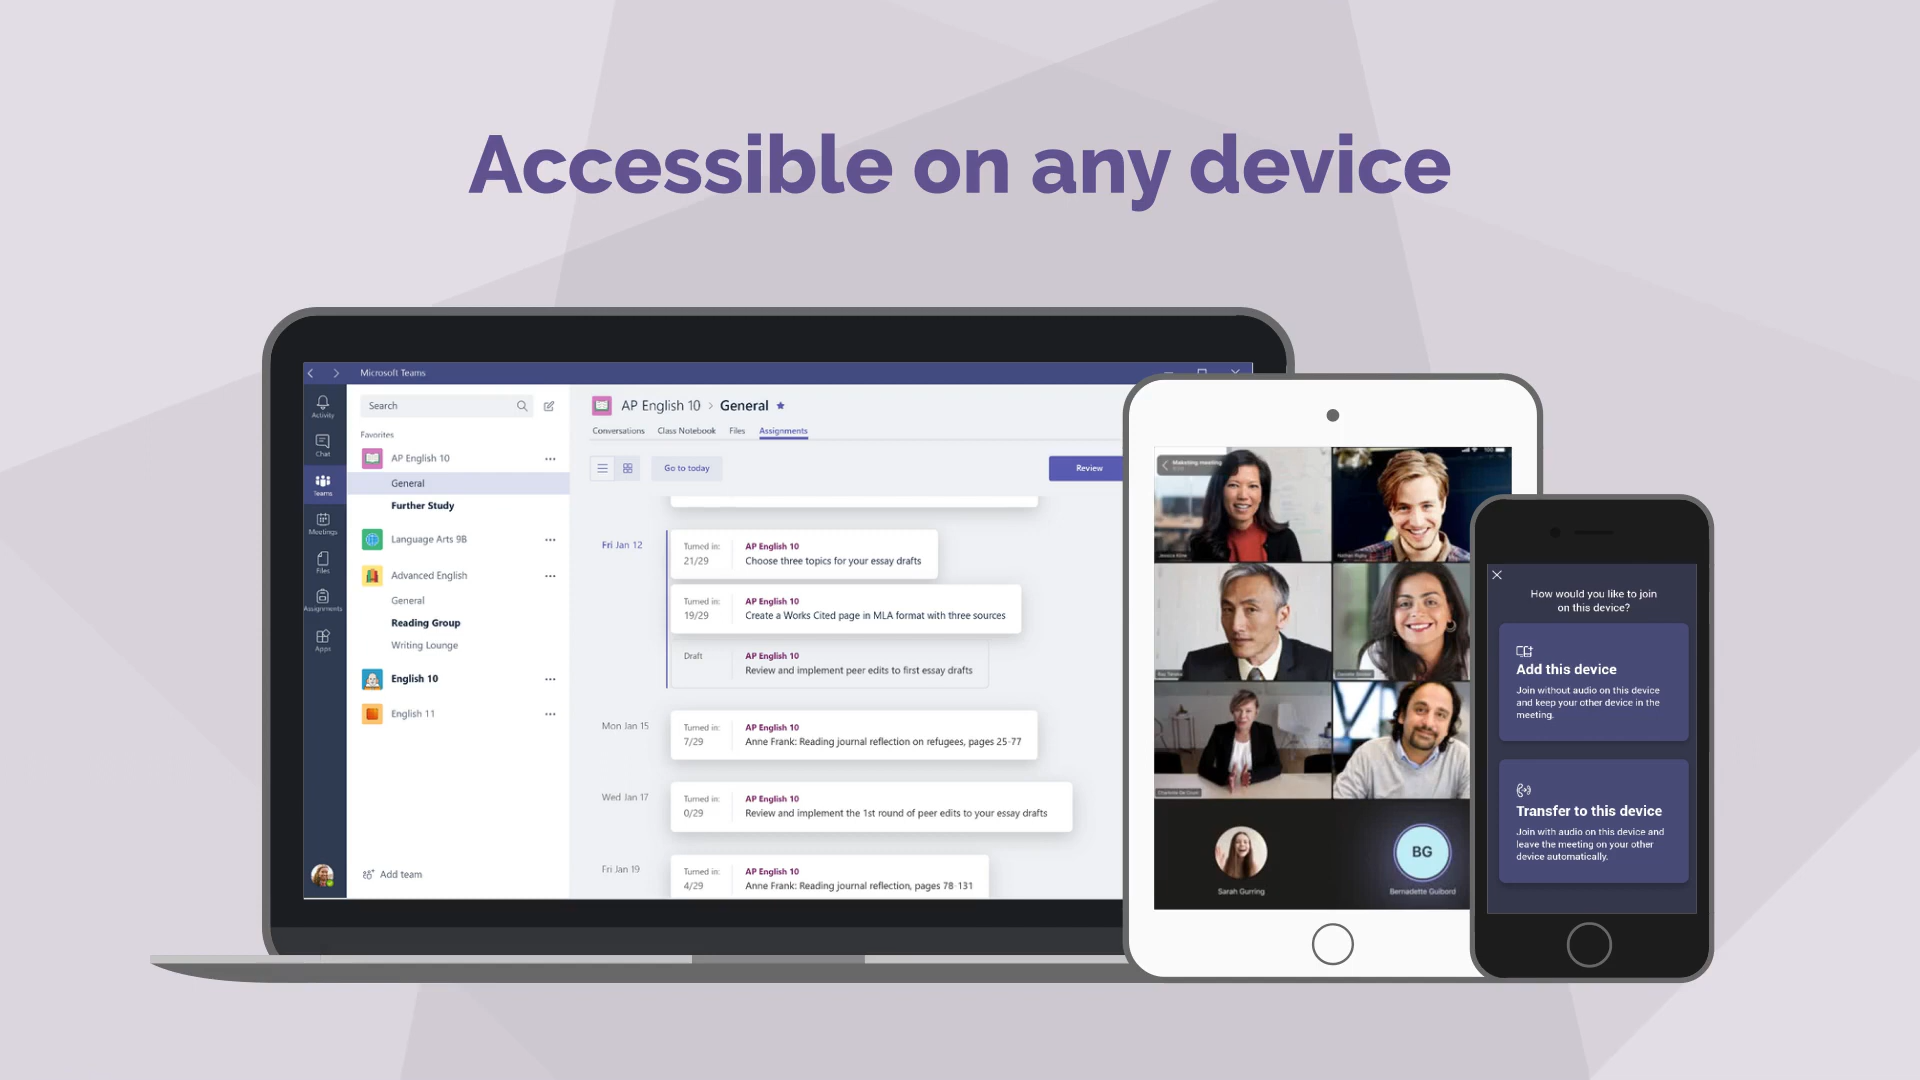 Accessible on any device
Microsoft Teams
Activity
Chat
Teams
Meetings
Files
Assignments
Apps
Search
Favorites
AP English 10
General
Further Study
Language Arts 9B
Advanced English
General
Reading Group
Writing Lounge
English 10
English 11
Add team
AP English 10 General
Conversations Class Notebook Files Assignments
Go to today
Review
Fri Jan 12
Turned in:
21/29
AP English 10
Choose three topics for your essay drafts
Turned in:
19/29
AP English 10
Create a Works Cited page in MLA format with three sources
Draft
AP English 10
Review and implement peer edits to first essay drafts
Mon Jan 15
Turned in:
7/29
AP English 10
Anne Frank: Reading journal reflection on refugees, pages 25-77
Wed Jan 17
Turned in:
0/29
AP English 10
Review and implement the 1st round of peer edits to your essay drafts
Fri Jan 19
Turned in:
4/29
AP English 10
Anne Frank: Reading journal reflection, pages 78-131
BG
Sarah Gurring
Bernadette Guibord
How would you like to join
on this device?
Add this device
Join without audio on this device
and keep your other device in the
meeting.
Transfer to this device
Join with audio on this device and
leave the meeting on your other
device automatically.